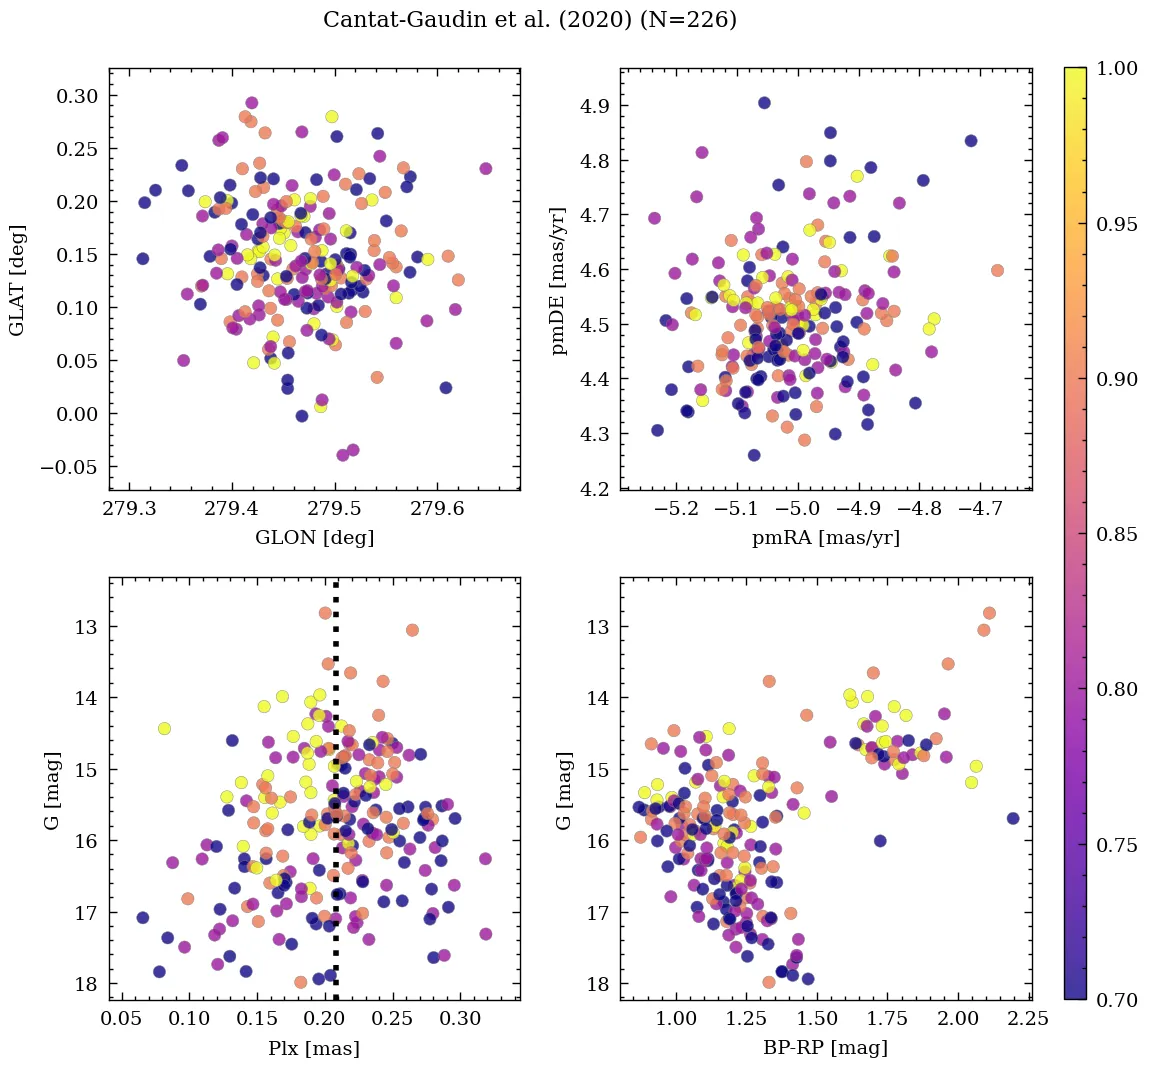 Cantat-Gaudin et al. (2020) (N=226)
0.30
0.25
0.20
0.15
0.10
0.05
0.00
−0.05
GLAT [deg]
279.3 279.4 279.5 279.6
GLON [deg]
4.9
4.8
4.7
4.6
4.5
4.4
4.3
4.2
pmDE [mas/yr]
−5.2 −5.1 −5.0 −4.9 −4.8 −4.7
pmRA [mas/yr]
13
14
15
16
17
18
G [mag]
0.05 0.10 0.15 0.20 0.25 0.30
Plx [mas]
13
14
15
16
17
18
G [mag]
1.00 1.25 1.50 1.75 2.00 2.25
BP-RP [mag]
1.00
0.95
0.90
0.85
0.80
0.75
0.70